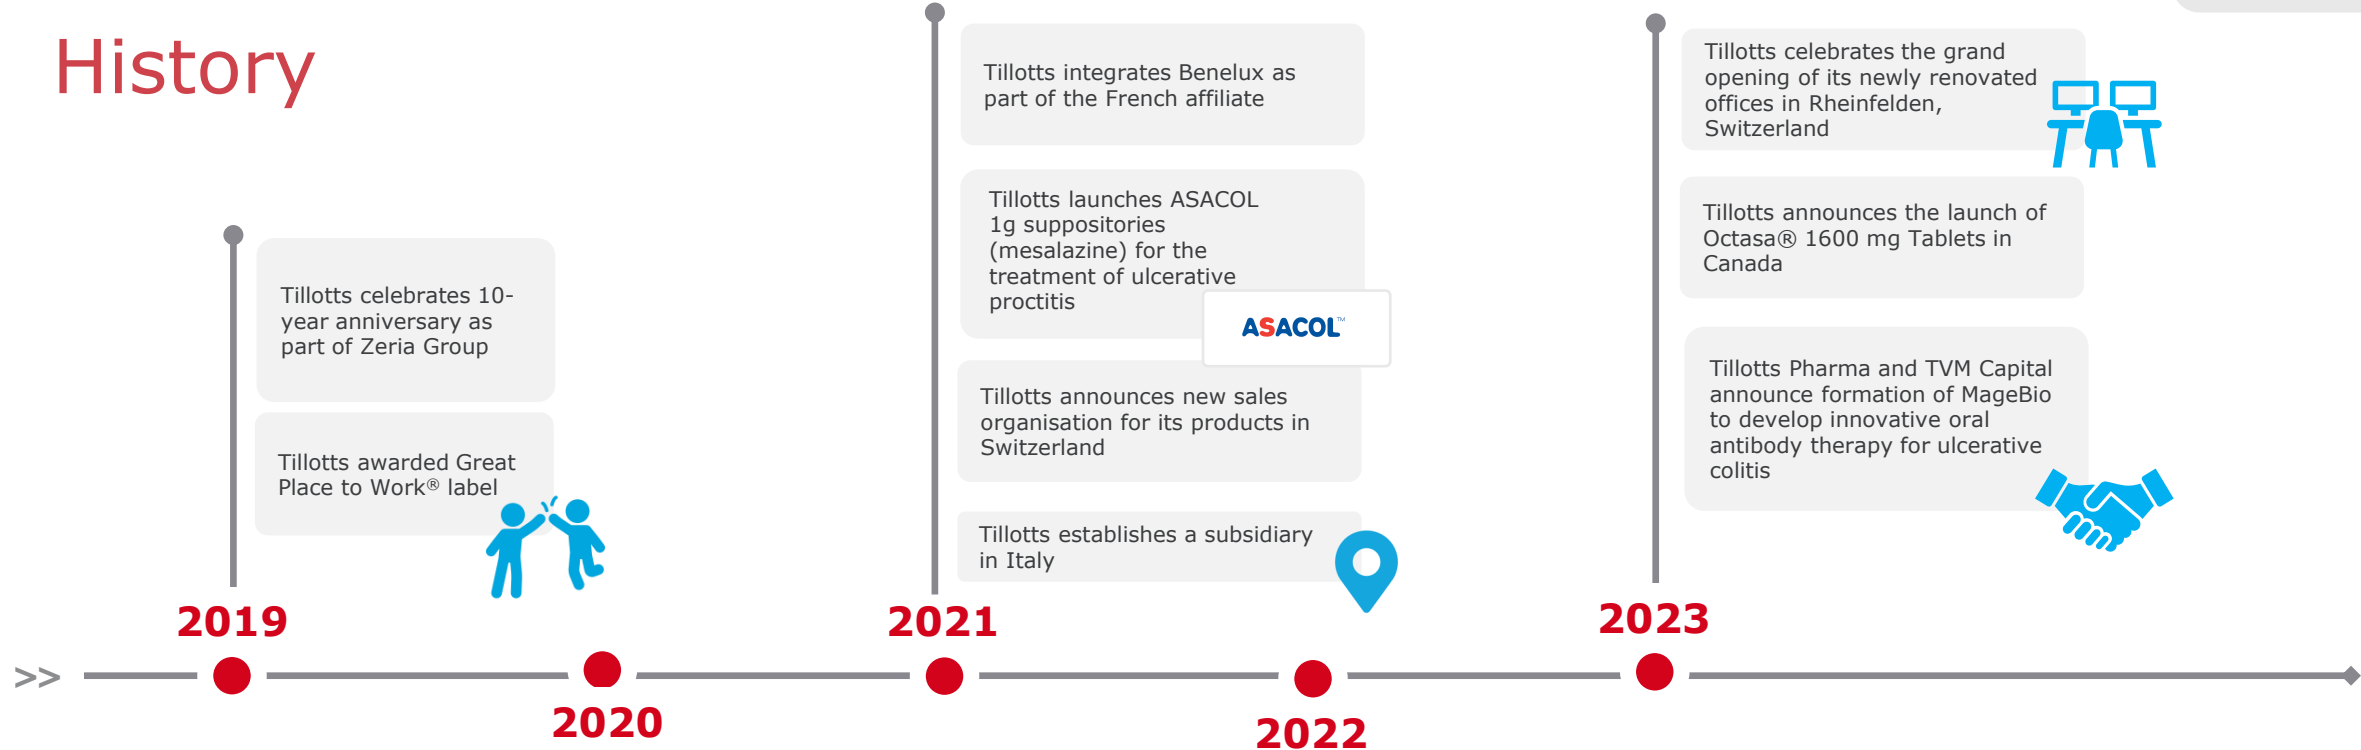 History
Tillotts celebrates 10-
year anniversary as
part of Zeria Group
Tillotts awarded Great
Place to Work® label
2019
2020
Tillotts integrates Benelux as
part of the French affiliate
Tillotts launches ASACOL
1g suppositories
(mesalazine) for the
treatment of ulcerative
proctitis
ASACOL™
Tillotts announces new sales
organisation for its products in
Switzerland
Tillotts establishes a subsidiary
in Italy
2021
2022
Tillotts celebrates the grand
opening of its newly renovated
offices in Rheinfelden,
Switzerland
Tillotts announces the launch of
Octasa® 1600 mg Tablets in
Canada
Tillotts Pharma and TVM Capital
announce formation of MageBio
to develop innovative oral
antibody therapy for ulcerative
colitis
2023
>>